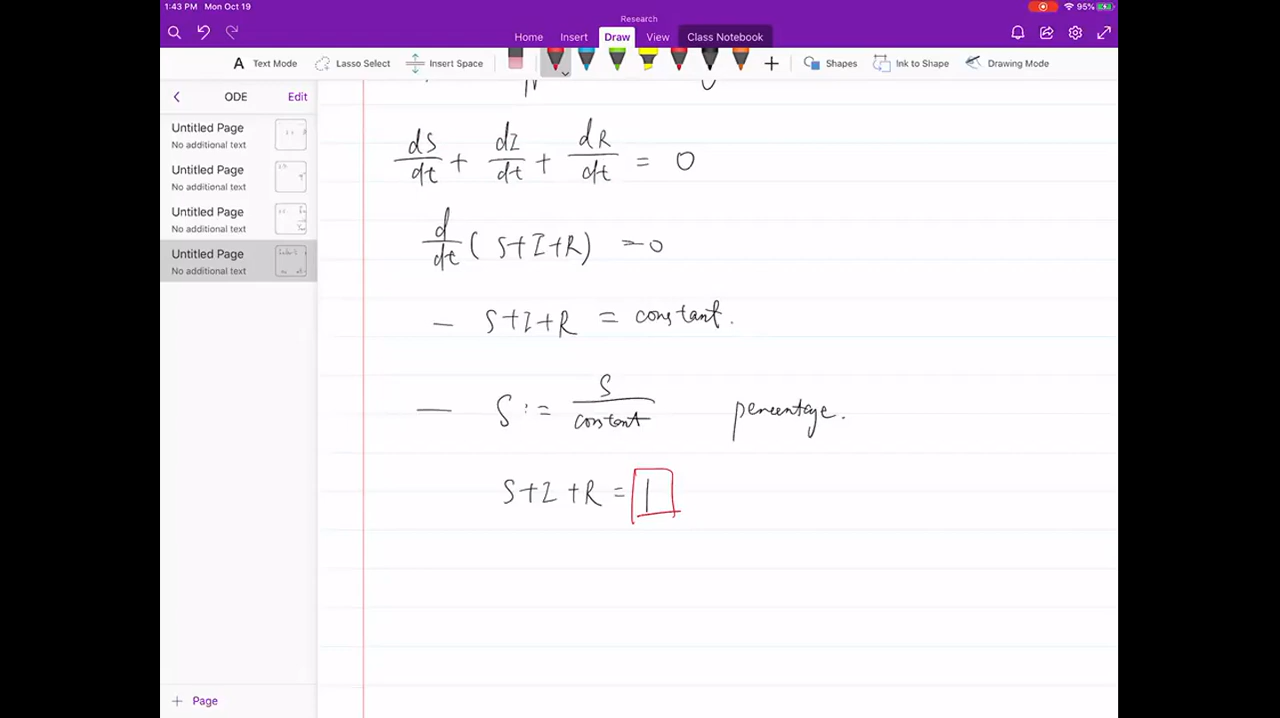 1:43 PM Mon Oct 19
95%
Research
Home Insert Draw View Class Notebook
A Text Mode Lasso Select Insert Space Shapes Ink to Shape Drawing Mode
ODE Edit
Untitled Page
No additional text
Untitled Page
No additional text
Untitled Page
No additional text
Untitled Page
No additional text
+ Page
dS/dt + dI/dt + dR/dt = 0
d/dt ( S+I+R) =0
— S+I+R = constant.
— S := S/constant percentage.
S+I+R = 1